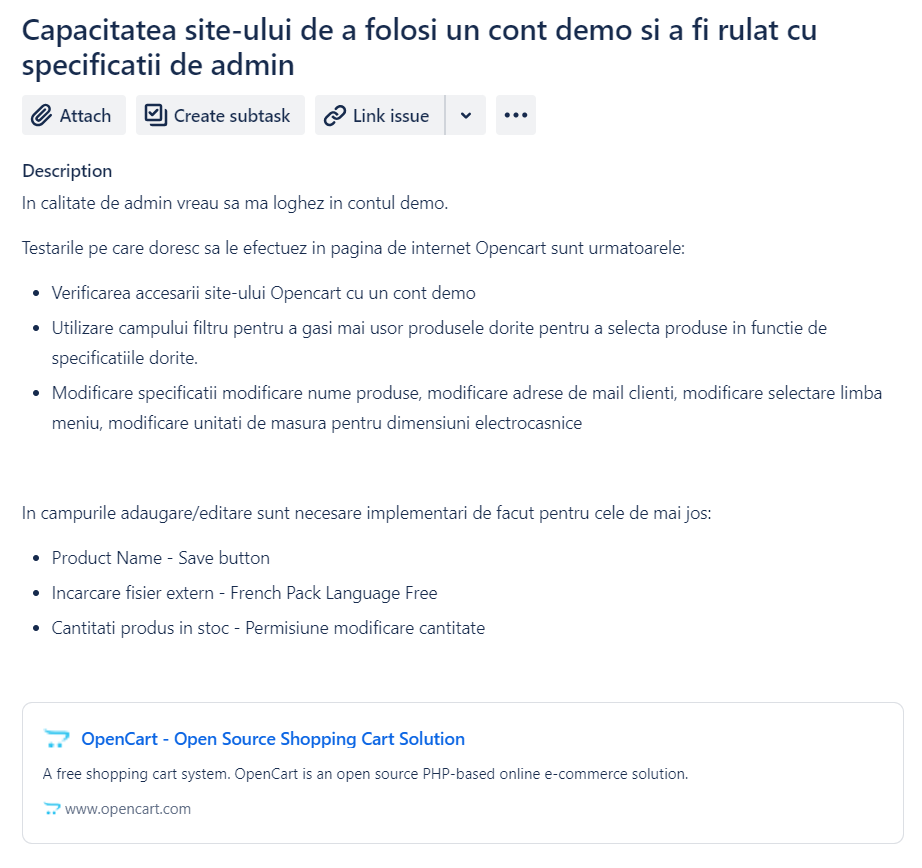 Capacitatea site-ului de a folosi un cont demo si a fi rulat cu
specificatii de admin
Attach
Create subtask
Link issue
Description
In calitate de admin vreau sa ma loghez in contul demo.
Testarile pe care doresc sa le efectuez in pagina de internet Opencart sunt urmatoarele:
• Verificarea accesarii site-ului Opencart cu un cont demo
• Utilizare campului filtru pentru a gasi mai usor produsele dorite pentru a selecta produse in functie de
specificatiile dorite.
• Modificare specificatii modificare nume produse, modificare adrese de mail clienti, modificare selectare limba
meniu, modificare unitati de masura pentru dimensiuni electrocasnice
In campurile adaugare/editare sunt necesare implementari de facut pentru cele de mai jos:
• Product Name - Save button
• Incarcare fisier extern - French Pack Language Free
• Cantitati produs in stoc - Permisiune modificare cantitate
OpenCart - Open Source Shopping Cart Solution
A free shopping cart system. OpenCart is an open source PHP-based online e-commerce solution.
www.opencart.com